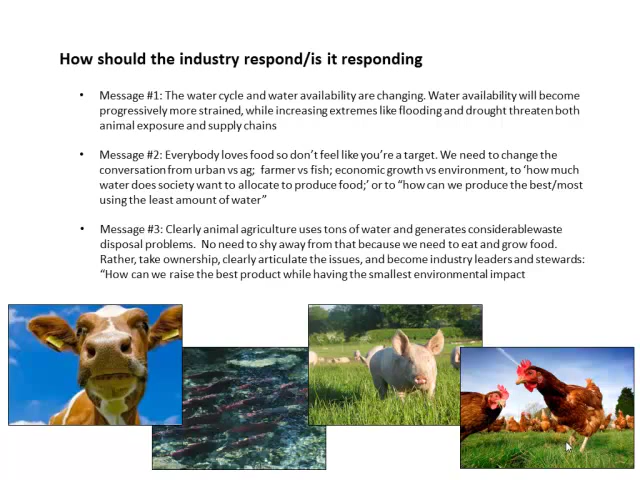 How should the industry respond/is it responding
• Message #1: The water cycle and water availability are changing. Water availability will become
progressively more strained, while increasing extremes like flooding and drought threaten both
animal exposure and supply chains
• Message #2: Everybody loves food so don't feel like you're a target. We need to change the
conversation from urban vs ag;  farmer vs fish; economic growth vs environment, to 'how much
water does society want to allocate to produce food;' or to "how can we produce the best/most
using the least amount of water"
• Message #3: Clearly animal agriculture uses tons of water and generates considerablewaste
disposal problems.  No need to shy away from that because we need to eat and grow food.
Rather, take ownership, clearly articulate the issues, and become industry leaders and stewards:
"How can we raise the best product while having the smallest environmental impact